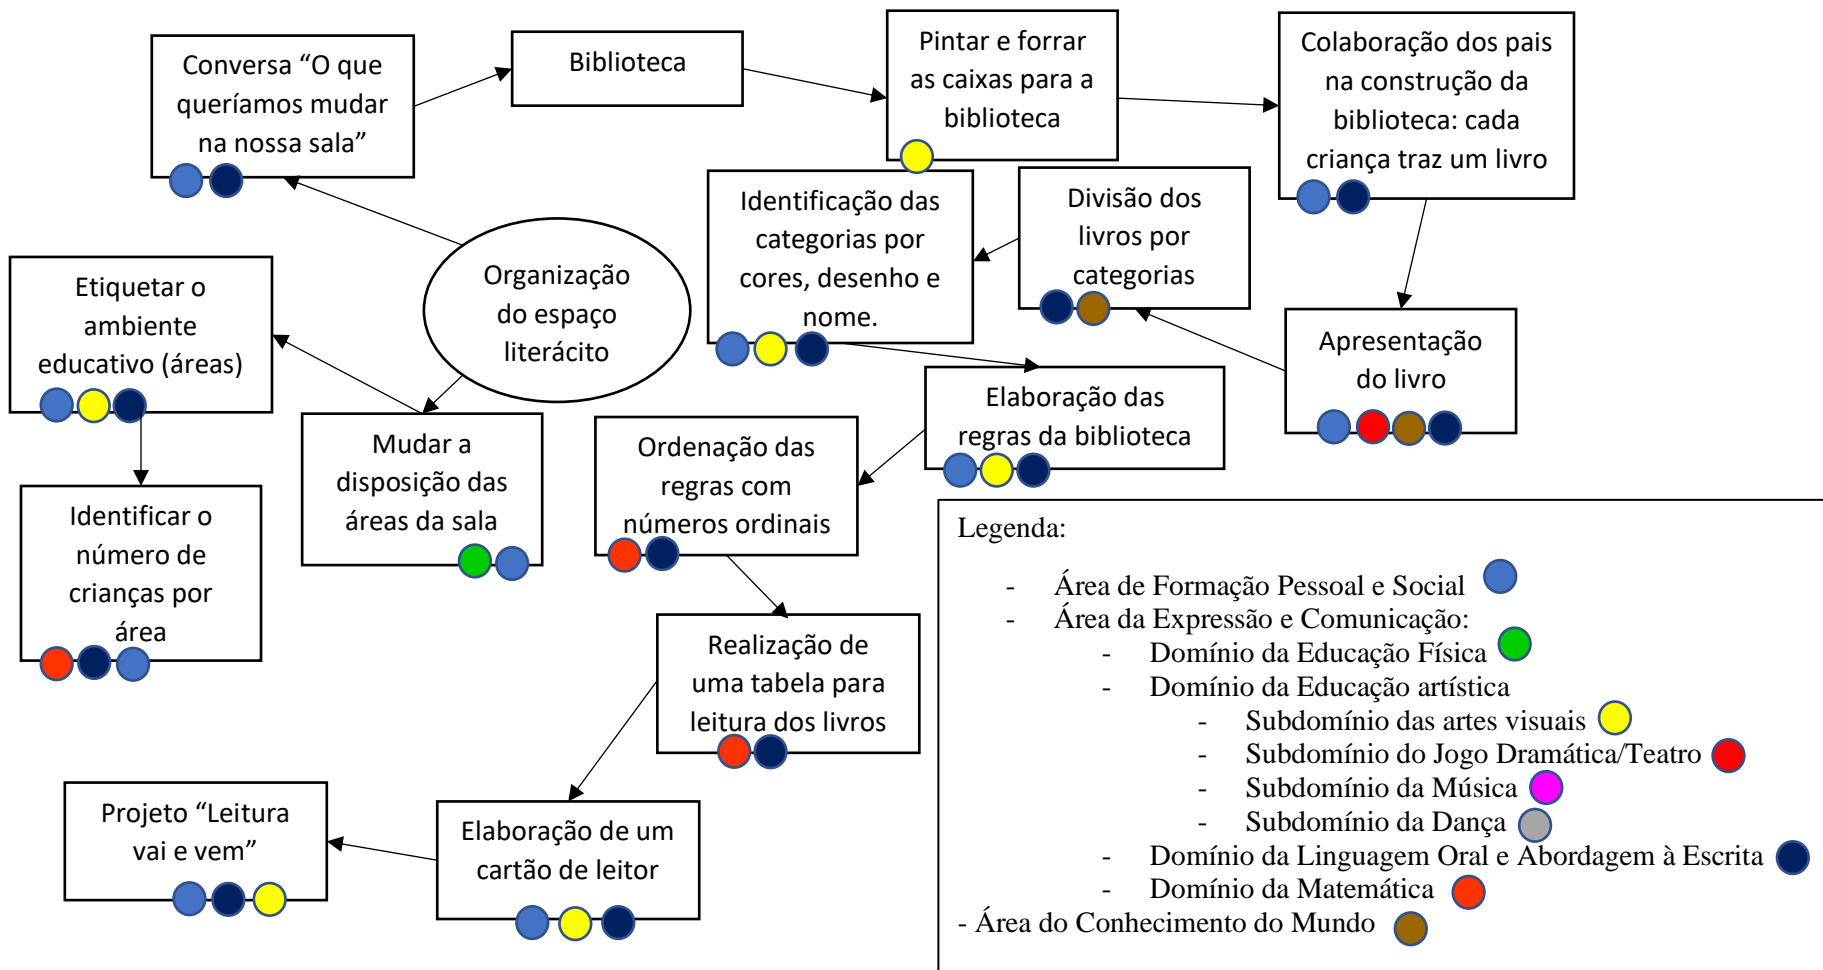 Conversa “O que
queríamos mudar
na nossa sala”
Biblioteca
Pintar e forrar
as caixas para a
biblioteca
Colaboração dos pais
na construção da
biblioteca: cada
criança traz um livro
Identificação das
categorias por
cores, desenho e
nome.
Divisão dos
livros por
categorias
Etiquetar o
ambiente
educativo (áreas)
Organização
do espaço
literácito
Apresentação
do livro
Elaboração das
regras da biblioteca
Mudar a
disposição das
áreas da sala
Ordenação das
regras com
números ordinais
Identificar o
número de
crianças por
área
Realização de
uma tabela para
leitura dos livros
Projeto “Leitura
vai e vem”
Elaboração de um
cartão de leitor
Legenda:
- Área de Formação Pessoal e Social
- Área da Expressão e Comunicação:
- Domínio da Educação Física
- Domínio da Educação artística
- Subdomínio das artes visuais
- Subdomínio do Jogo Dramática/Teatro
- Subdomínio da Música
- Subdomínio da Dança
- Domínio da Linguagem Oral e Abordagem à Escrita
- Domínio da Matemática
- Área do Conhecimento do Mundo